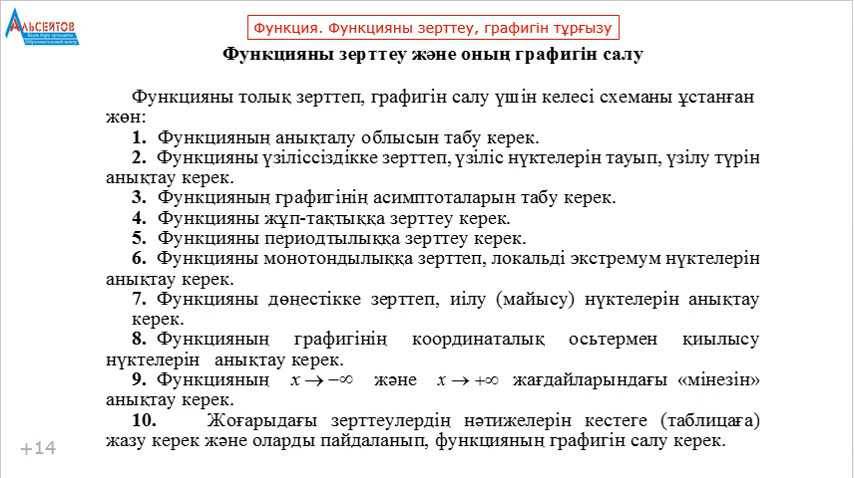 АЛЬСЕИТОВ
Білім беру орталығы
Образовательный центр
Функция. Функцияны зерттеу, графигін тұрғызу
Функцияны зерттеу және оның графигін салу
Функцияны толық зерттеп, графигін салу үшін келесі схеманы ұстанған
жөн:
1. Функцияның анықталу облысын табу керек.
2. Функцияны үзіліссіздікке зерттеп, үзіліс нүктелерін тауып, үзілу түрін
анықтау керек.
3. Функцияның графигінің асимптоталарын табу керек.
4. Функцияны жұп-тақтыққа зерттеу керек.
5. Функцияны периодтылыққа зерттеу керек.
6. Функцияны монотондылыққа зерттеп, локальді экстремум нүктелерін
анықтау керек.
7. Функцияны дөңестікке зерттеп, иілу (майысу) нүктелерін анықтау
керек.
8. Функцияның графигінің координаталық осьтермен қиылысу
нүктелерін анықтау керек.
9. Функцияның x → −∞ және x → +∞ жағдайларындағы «мінезін»
анықтау керек.
10. Жоғарыдағы зерттеулердің нәтижелерін кестеге (таблицаға)
жазу керек және оларды пайдаланып, функцияның графигін салу керек.
+14